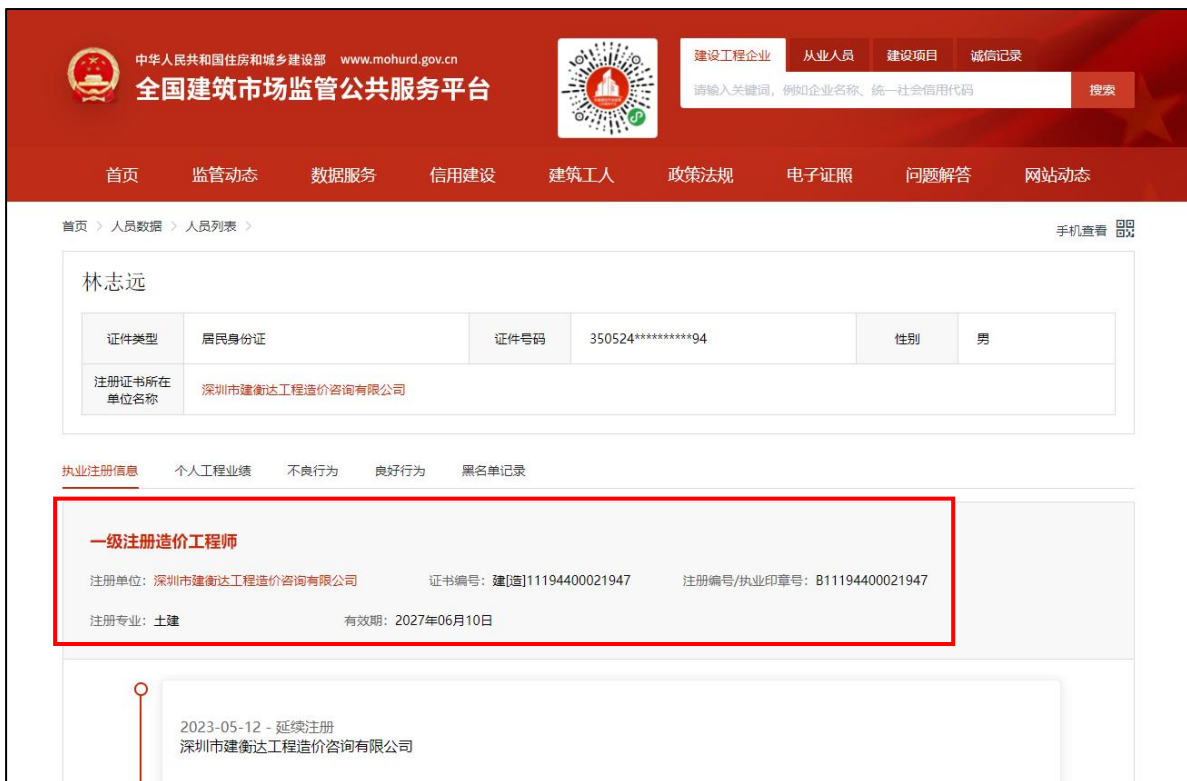 中华人民共和国住房和城乡建设部 www.mohurd.gov.cn
全国建筑市场监管公共服务平台
建设工程企业 从业人员 建设项目 诚信记录
请输入关键词，例如企业名称、统一社会信用代码 搜索
首页 监管动态 数据服务 信用建设 建筑工人 政策法规 电子证照 问题解答 网站动态
首页 > 人员数据 > 人员列表 >
手机查看
林志远
证件类型 居民身份证 证件号码 350524**********94 性别 男
注册证书所在
单位名称
深圳市建衡达工程造价咨询有限公司
执业注册信息 个人工程业绩 不良行为 良好行为 黑名单记录
一级注册造价工程师
注册单位：深圳市建衡达工程造价咨询有限公司 证书编号：建[造]11194400021947 注册编号/执业印章号：B11194400021947
注册专业：土建 有效期：2027年06月10日
2023-05-12 - 延续注册
深圳市建衡达工程造价咨询有限公司